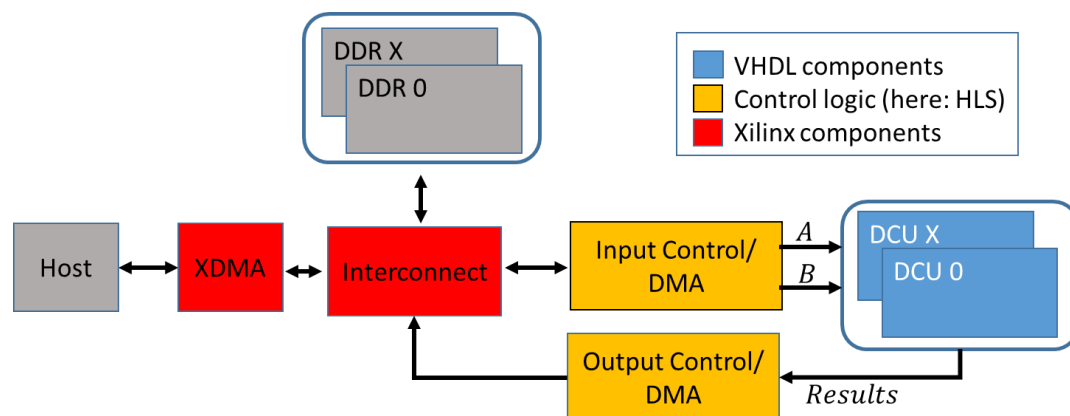 DDR X
DDR 0
VHDL components
Control logic (here: HLS)
Xilinx components
Host
XDMA
Interconnect
Input Control/
DMA
A
B
DCU X
DCU 0
Output Control/
DMA
Results